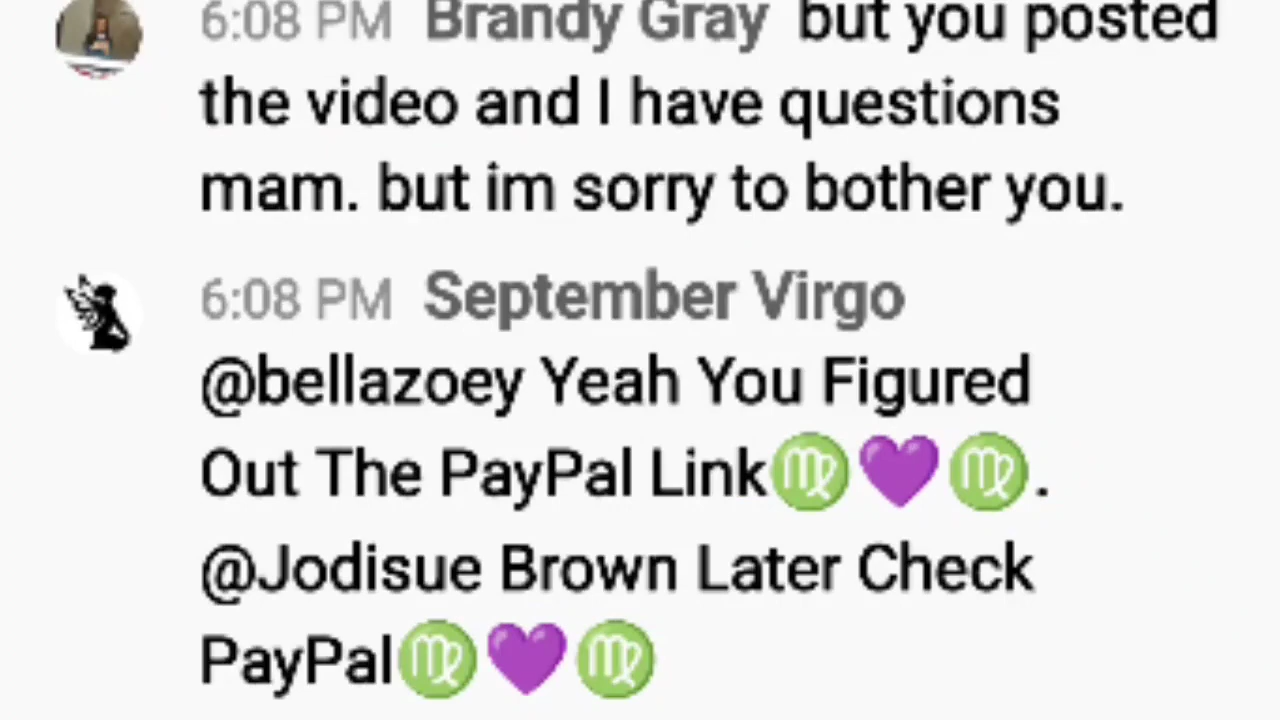 6:08 PM Brandy Gray but you posted
the video and I have questions
mam. but im sorry to bother you.
6:08 PM September Virgo
@bellazoey Yeah You Figured
Out The PayPal Link♍💜♍.
@Jodisue Brown Later Check
PayPal♍💜♍